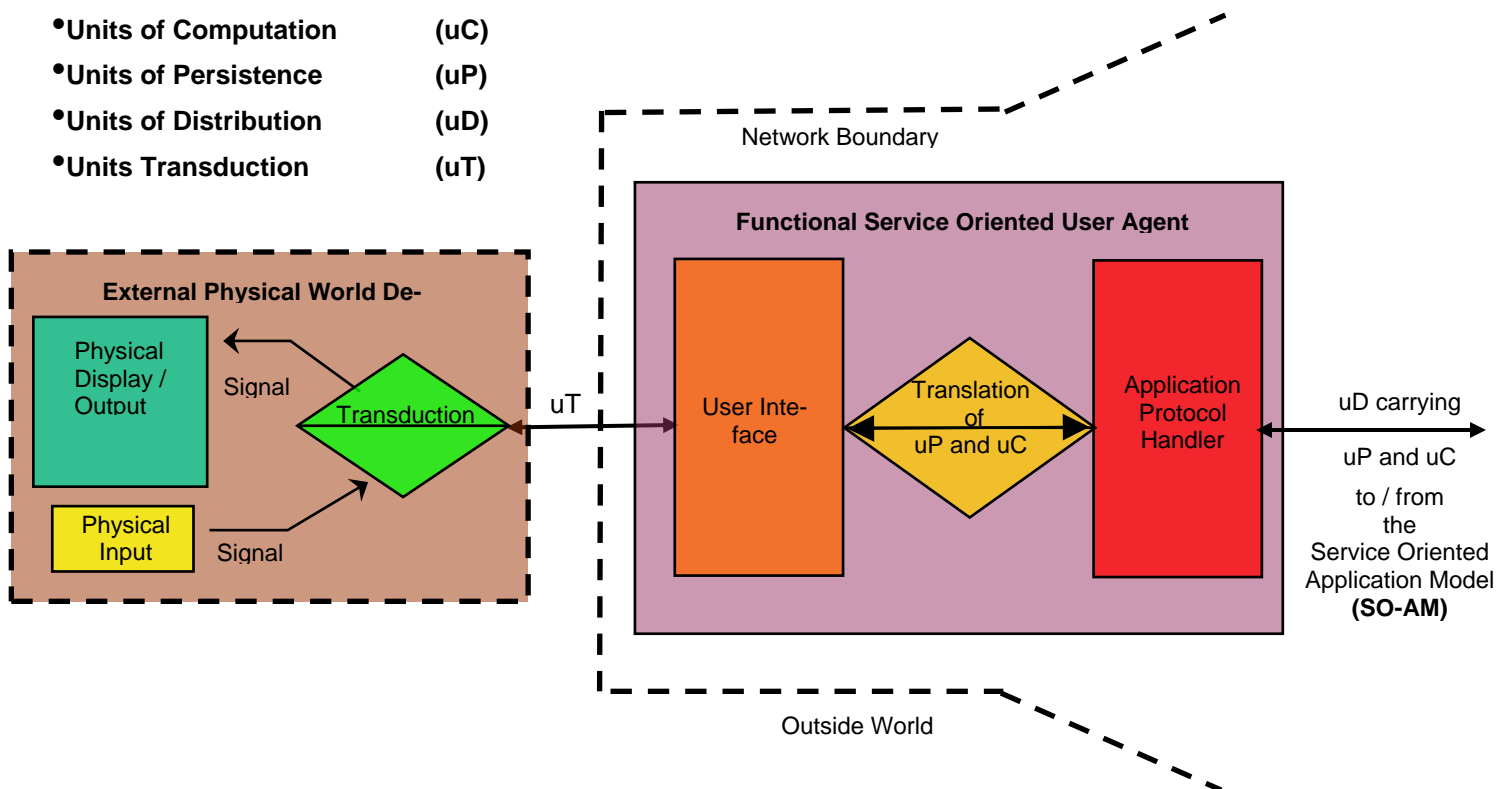 •Units of Computation (uC)
•Units of Persistence (uP)
•Units of Distribution (uD)
•Units Transduction (uT)
Network Boundary
Functional Service Oriented User Agent
External Physical World De-
Physical
Display /
Output
Signal
Transduction
Physical
Input
Signal
uT
User Inte-
face
Translation
of
uP and uC
Application
Protocol
Handler
uD carrying
uP and uC
to / from
the
Service Oriented
Application Model
(SO-AM)
Outside World